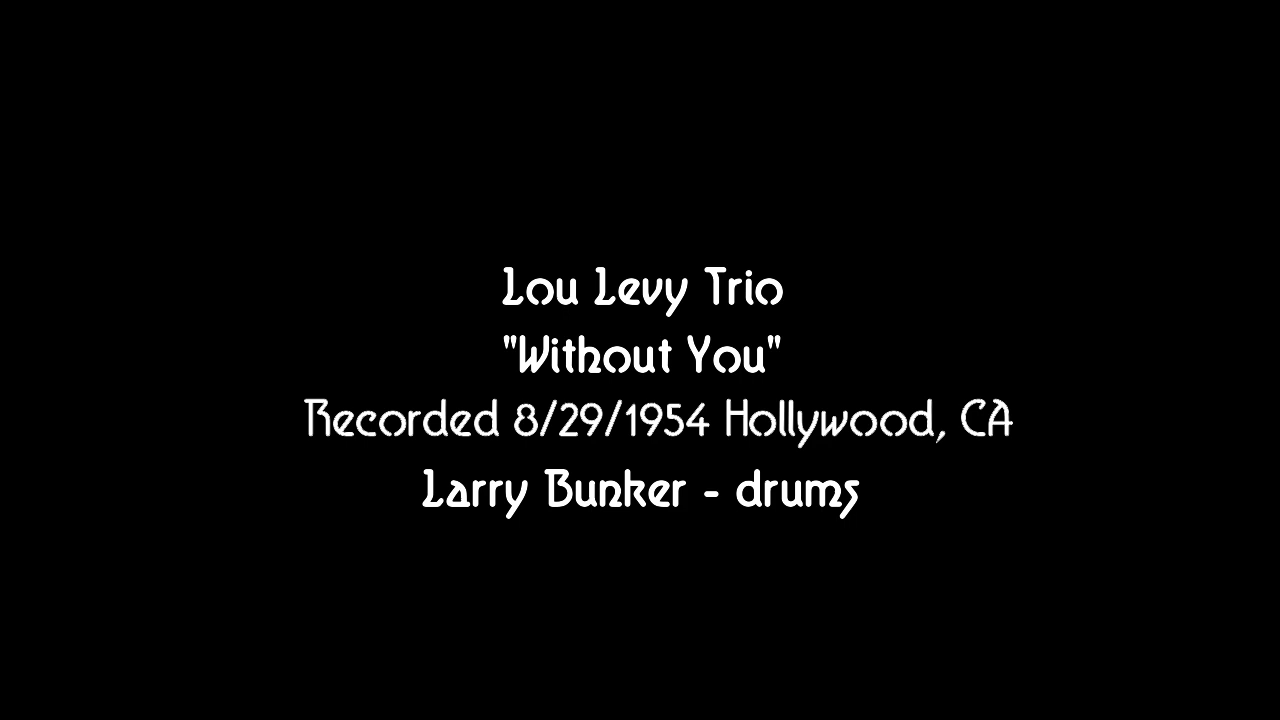 Lou Levy Trio
"Without You"
Recorded 8/29/1954 Hollywood, CA
Larry Bunker - drums